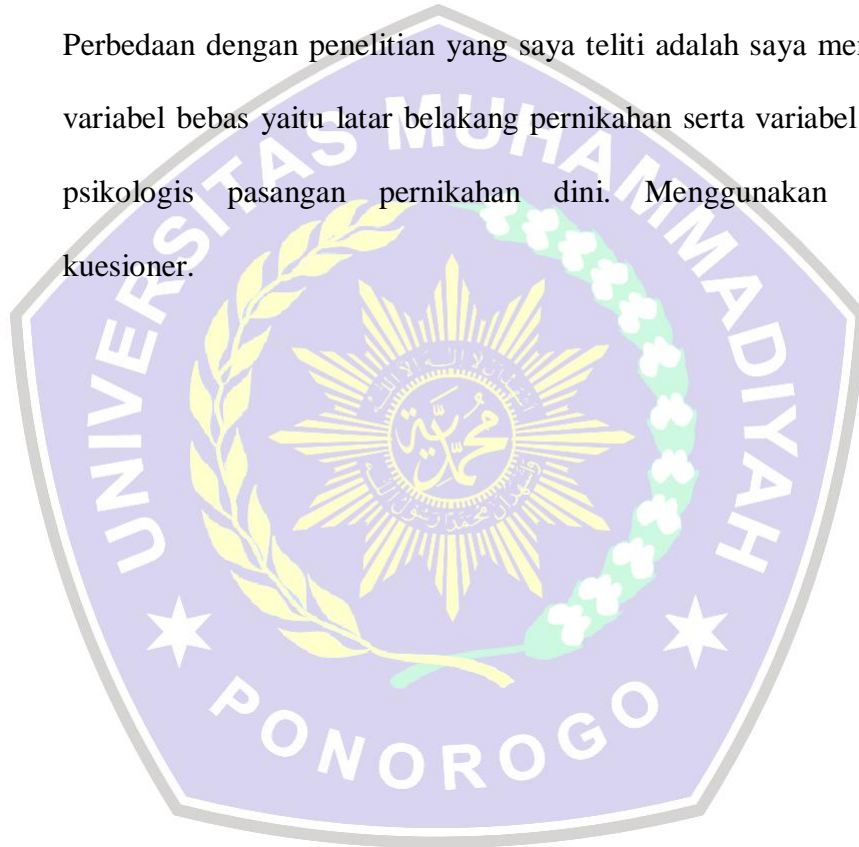 Perbedaan dengan penelitian yang saya teliti adalah saya
variabel bebas yaitu latar belakang pernikahan serta variabel
psikologis pasangan pernikahan dini. Menggunakan
kuesioner.
UNIVERSITAS MUHAMMADIYAH
محمدية
PONOROGO